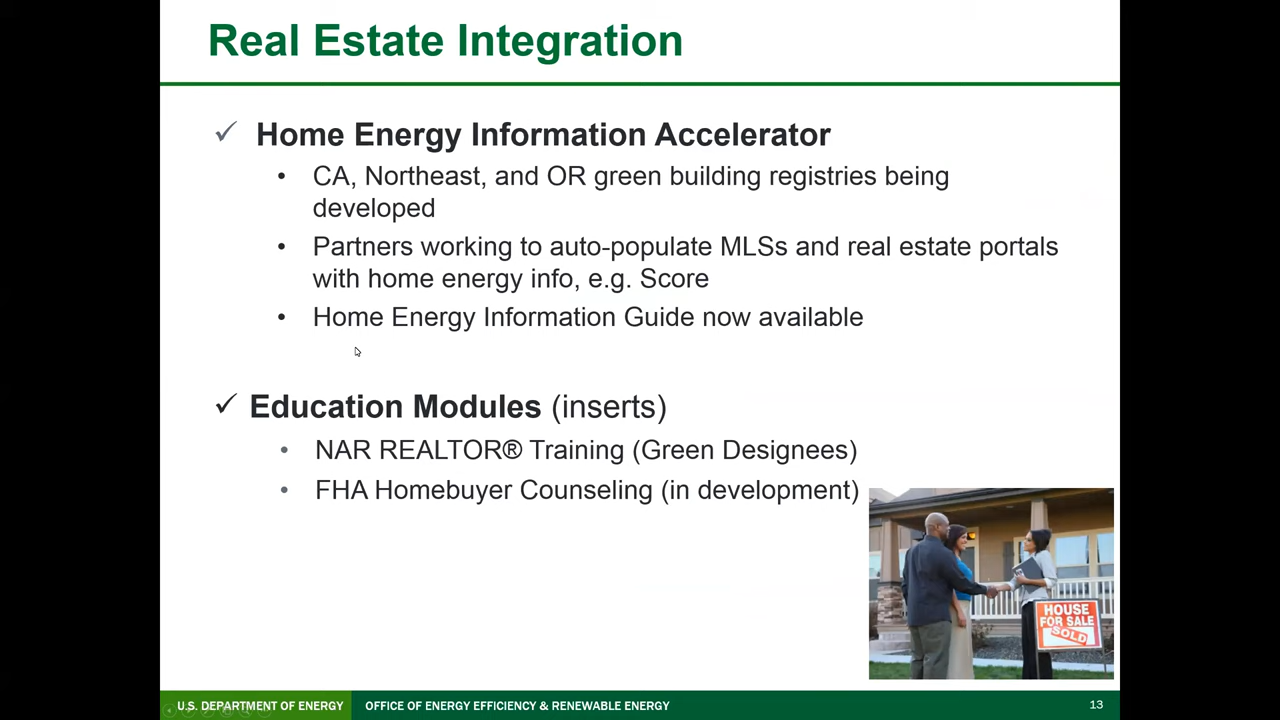 Real Estate Integration
✓ Home Energy Information Accelerator
• CA, Northeast, and OR green building registries being
developed
• Partners working to auto-populate MLSs and real estate portals
with home energy info, e.g. Score
• Home Energy Information Guide now available
✓ Education Modules (inserts)
• NAR REALTOR® Training (Green Designees)
• FHA Homebuyer Counseling (in development)
HOUSE
FOR SALE
SOLD
U.S. DEPARTMENT OF ENERGY OFFICE OF ENERGY EFFICIENCY & RENEWABLE ENERGY 13